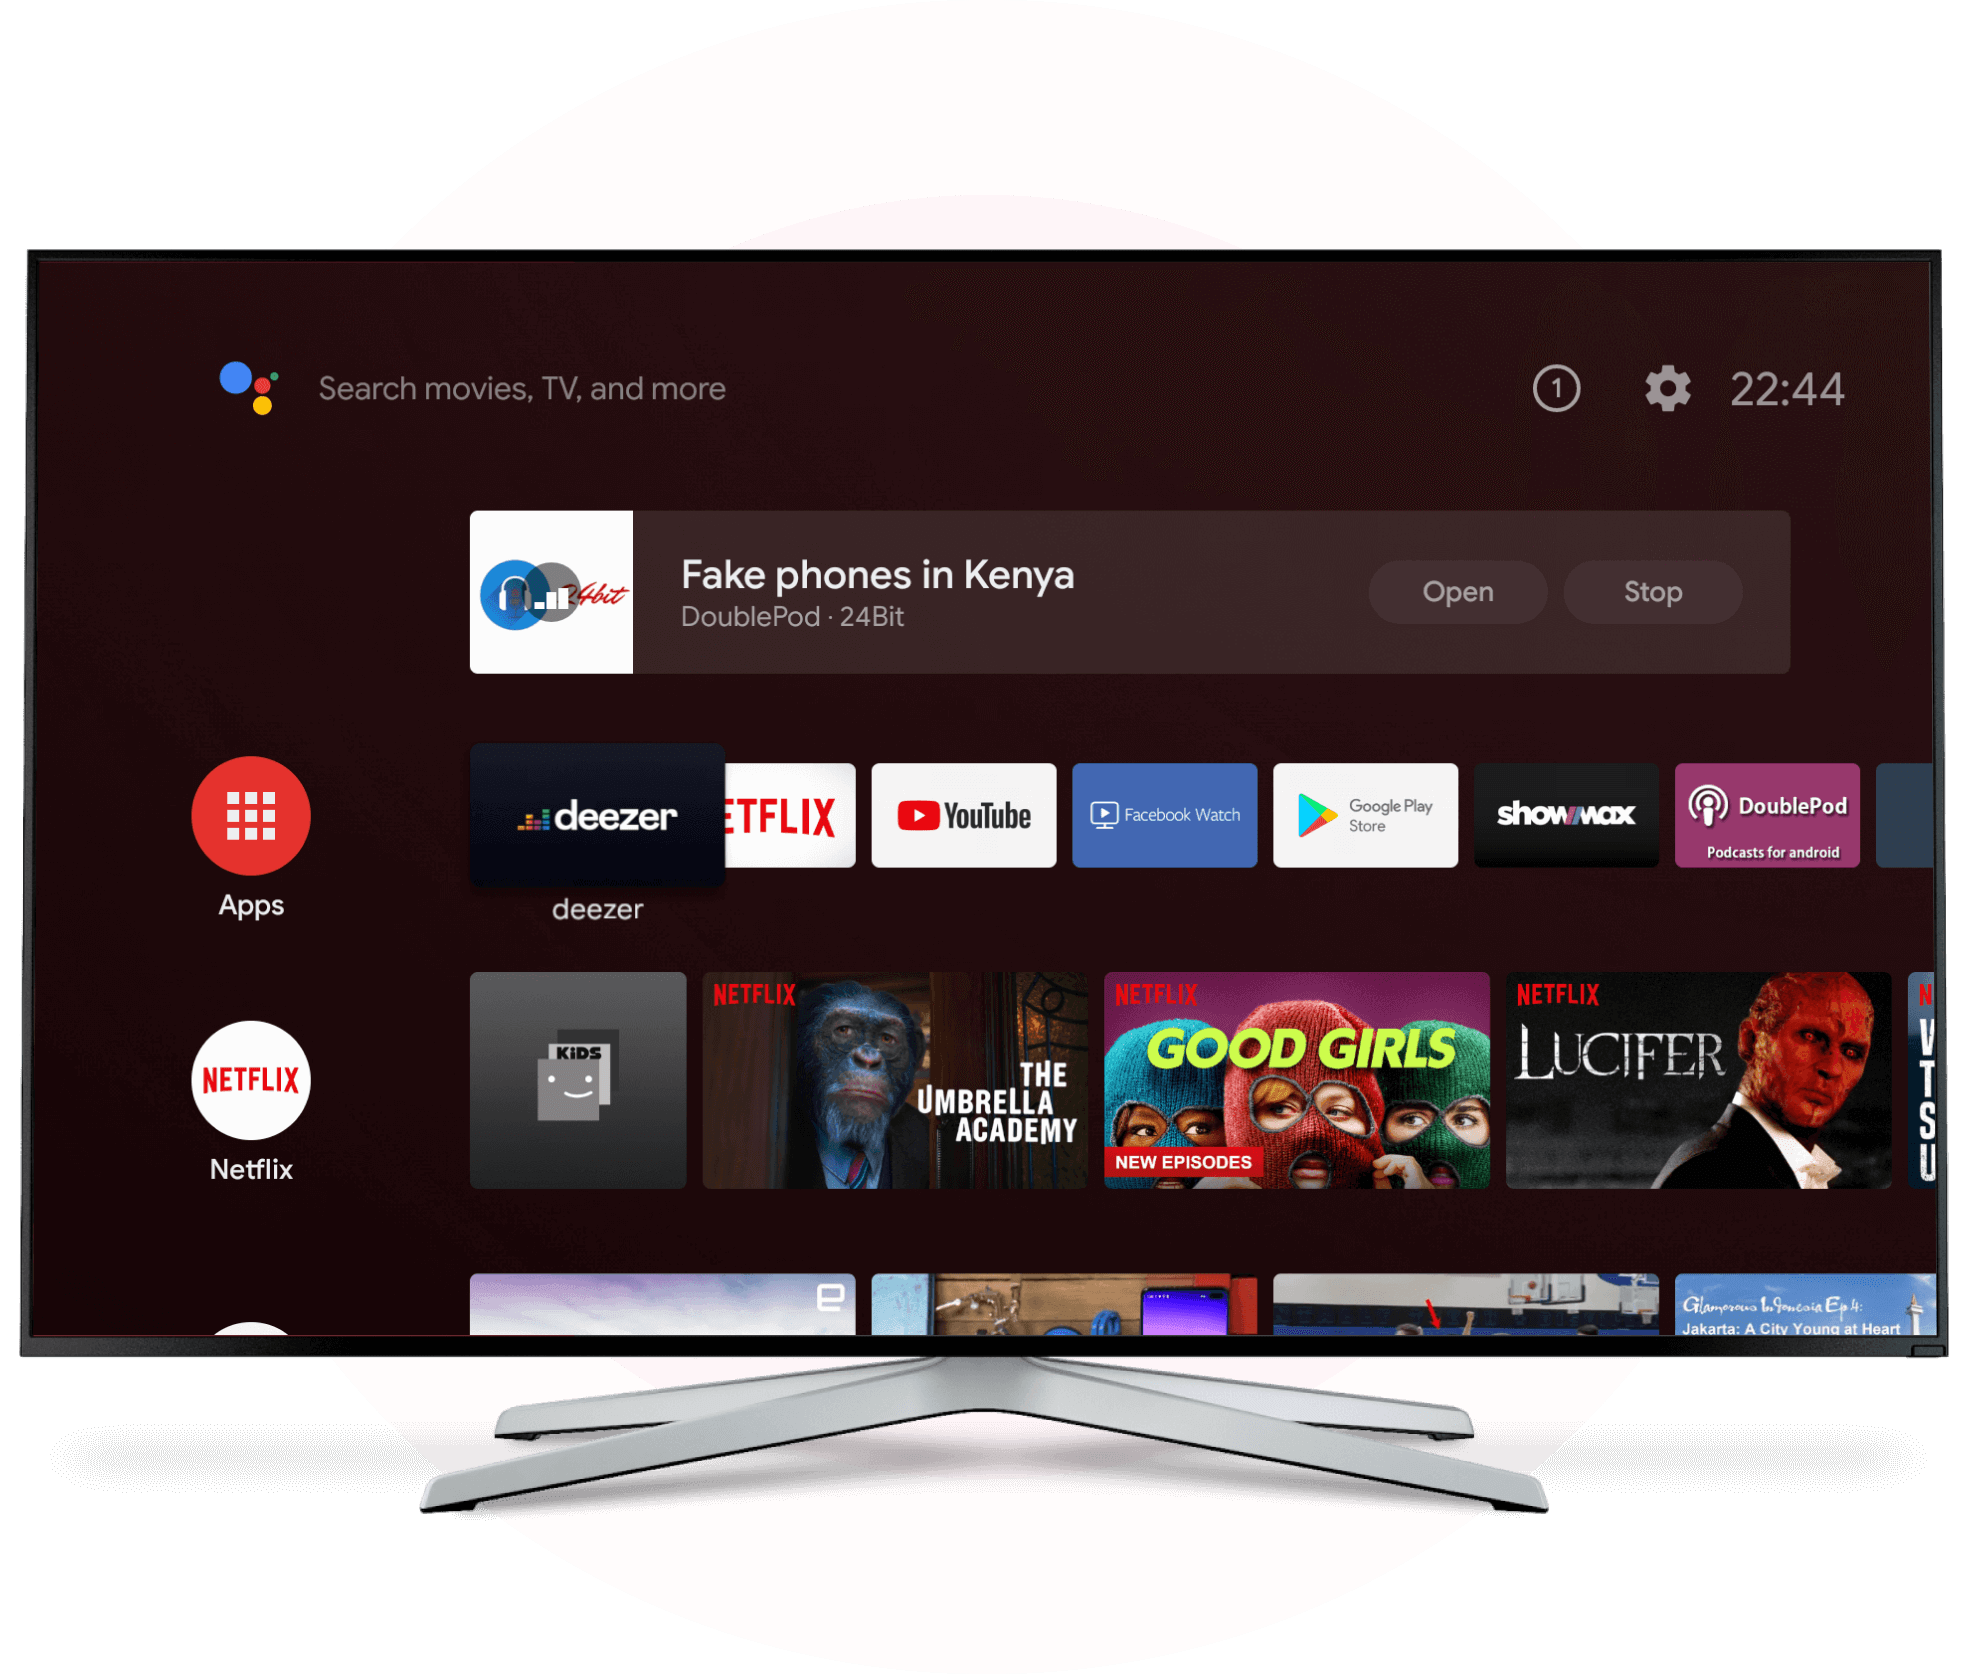 Search movies, TV, and more
1
22:44
24bit
Fake phones in Kenya
DoublePod · 24Bit
Open
Stop
deezer
ETFLIX
YouTube
Facebook Watch
Google Play
Store
showmax
DoublePod
Podcasts for android
Apps
deezer
NETFLIX
Netflix
KiDS
NETFLIX
THE
UMBRELLA
ACADEMY
NETFLIX
GOOD GIRLS
NEW EPISODES
NETFLIX
LUCIFER
N
V
T
S
U
e
Glamorous Indonesia Ep 4:
Jakarta: A City Young at Heart